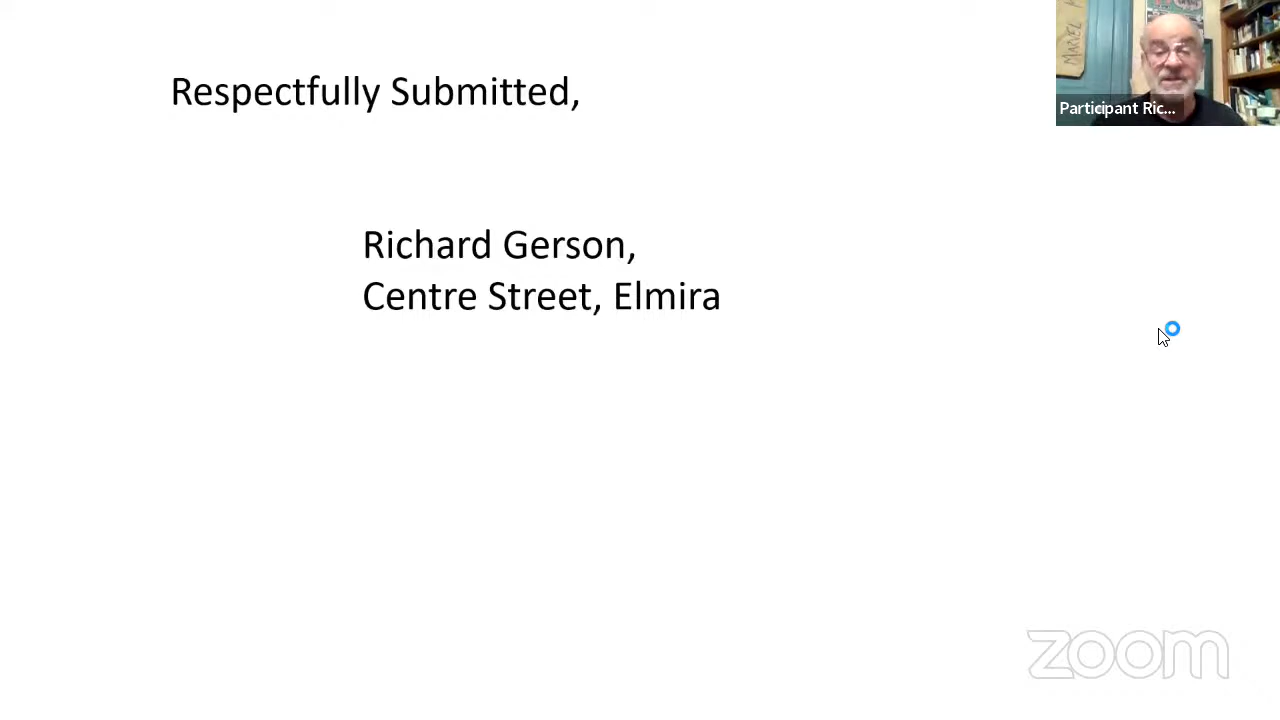 Respectfully Submitted,
Richard Gerson,
Centre Street, Elmira
Participant Ric...
zoom